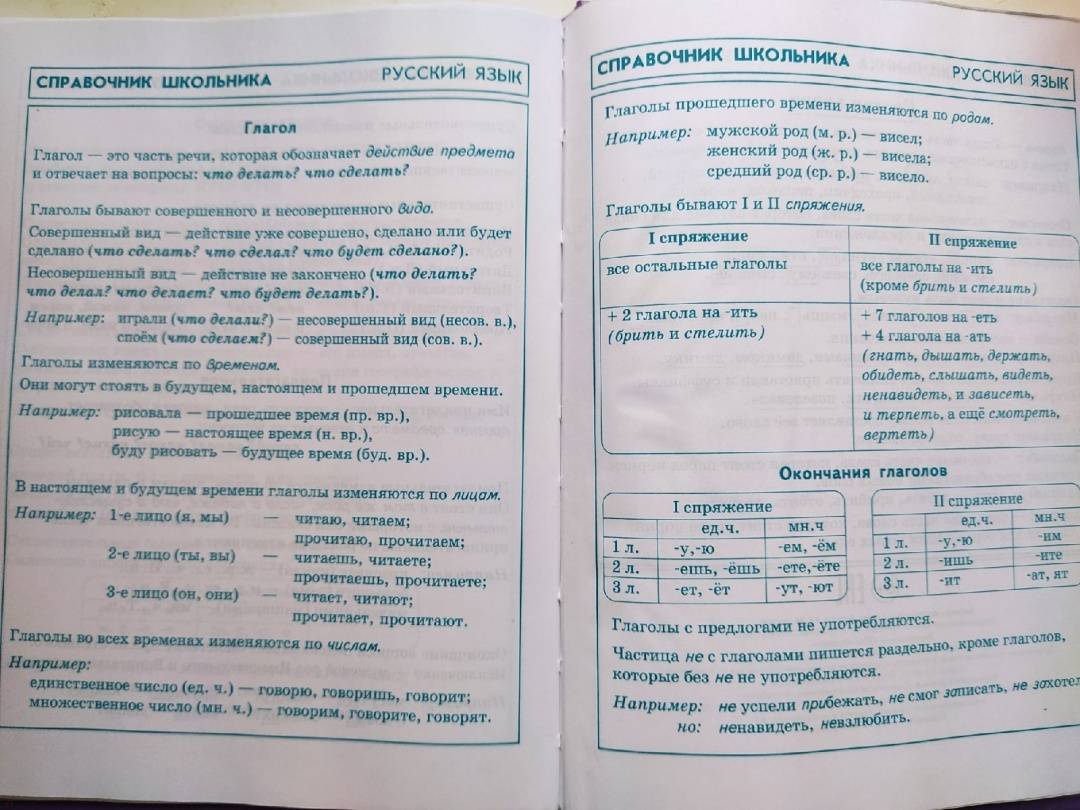 СПРАВОЧНИК ШКОЛЬНИКА РУССКИЙ ЯЗЫК
Глагол
Глагол — это часть речи, которая обозначает действие предмета
и отвечает на вопросы: что делать? что сделать?
Глаголы бывают совершенного и несовершенного вида.
Совершенный вид — действие уже совершено, сделано или будет
сделано (что сделать? что сделал? что будет сделано?).
Несовершенный вид — действие не закончено (что делать?
что делал? что делает? что будет делать?).
Например: играли (что делали?) — несовершенный вид (несов. в.),
споём (что сделаем?) — совершенный вид (сов. в.).
Глаголы изменяются по временам.
Они могут стоять в будущем, настоящем и прошедшем времени.
Например: рисовала — прошедшее время (пр. вр.),
рисую — настоящее время (н. вр.),
буду рисовать — будущее время (буд. вр.).
В настоящем и будущем времени глаголы изменяются по лицам.
Например: 1-е лицо (я, мы) — читаю, читаем;
прочитаю, прочитаем;
2-е лицо (ты, вы) — читаешь, читаете;
прочитаешь, прочитаете;
3-е лицо (он, они) — читает, читают;
прочитает, прочитают.
Глаголы во всех временах изменяются по числам.
Например:
единственное число (ед. ч.) — говорю, говоришь, говорит;
множественное число (мн. ч.) — говорим, говорите, говорят.
СПРАВОЧНИК ШКОЛЬНИКА РУССКИЙ ЯЗЫК
Глаголы прошедшего времени изменяются по родам.
Например: мужской род (м. р.) — висел;
женский род (ж. р.) — висела;
средний род (ср. р.) — висело.
Глаголы бывают I и II спряжения.
I спряжение II спряжение
все остальные глаголы все глаголы на -ить
(кроме брить и стелить)
+ 2 глагола на -ить + 7 глаголов на -еть
(брить и стелить) + 4 глагола на -ать
(гнать, дышать, держать,
обидеть, слышать, видеть,
ненавидеть, и зависеть,
и терпеть, а ещё смотреть,
вертеть)
Окончания глаголов
I спряжение II спряжение
ед.ч. мн.ч ед.ч. мн.ч
1 л. -у,-ю -ем, -ём 1 л. -у,-ю -им
2 л. -ешь, -ёшь -ете,-ёте 2 л. -ишь -ите
3 л. -ет, -ёт -ут, -ют 3 л. -ит -ат, ят
Глаголы с предлогами не употребляются.
Частица не с глаголами пишется раздельно, кроме глаголов,
которые без не не употребляются.
Например: не успели прибежать, не смог записать, не захотел
но: ненавидеть, невзлюбить.